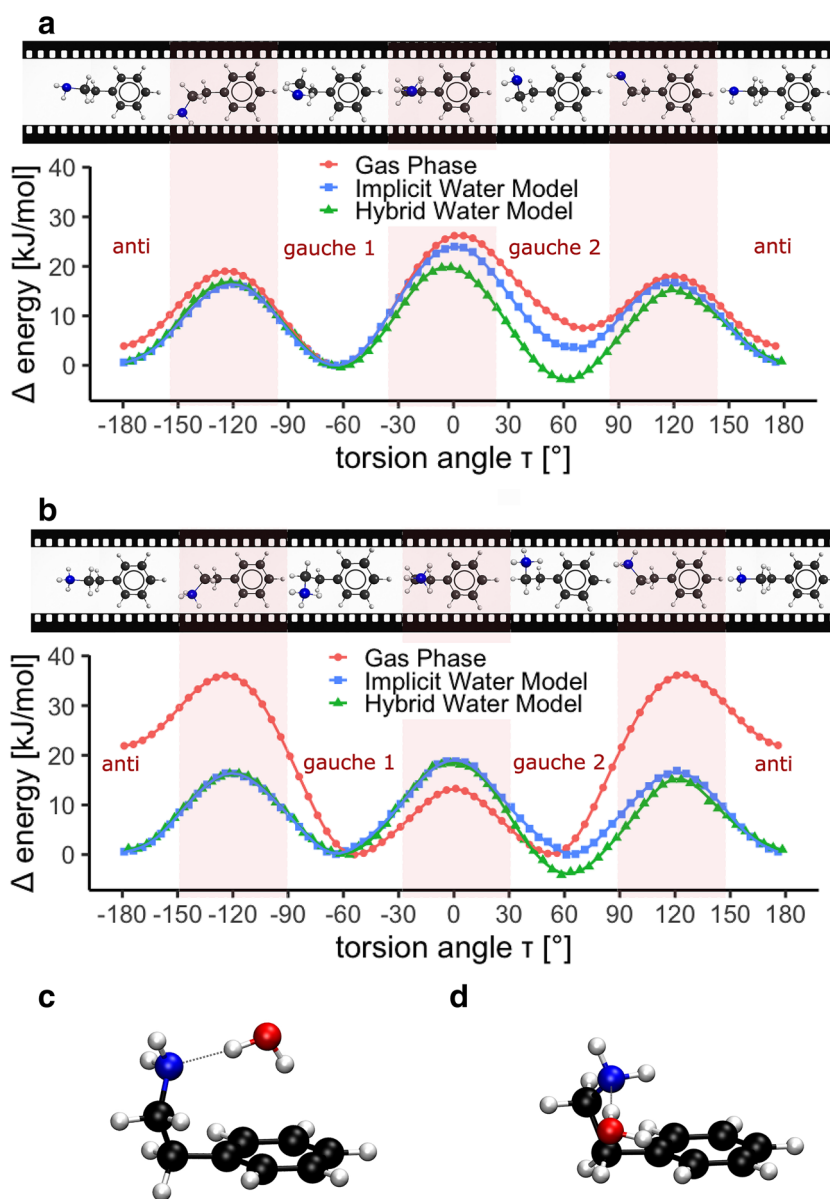 a
Gas Phase
Implicit Water Model
Hybrid Water Model
anti
gauche 1
gauche 2
anti
Δ energy [kJ/mol]
40
30
20
10
0
-180 -150 -120 -90 -60 -30 0 30 60 90 120 150 180
torsion angle τ [°]
b
Gas Phase
Implicit Water Model
Hybrid Water Model
anti
gauche 1
gauche 2
anti
Δ energy [kJ/mol]
40
30
20
10
0
-180 -150 -120 -90 -60 -30 0 30 60 90 120 150 180
torsion angle τ [°]
c
d